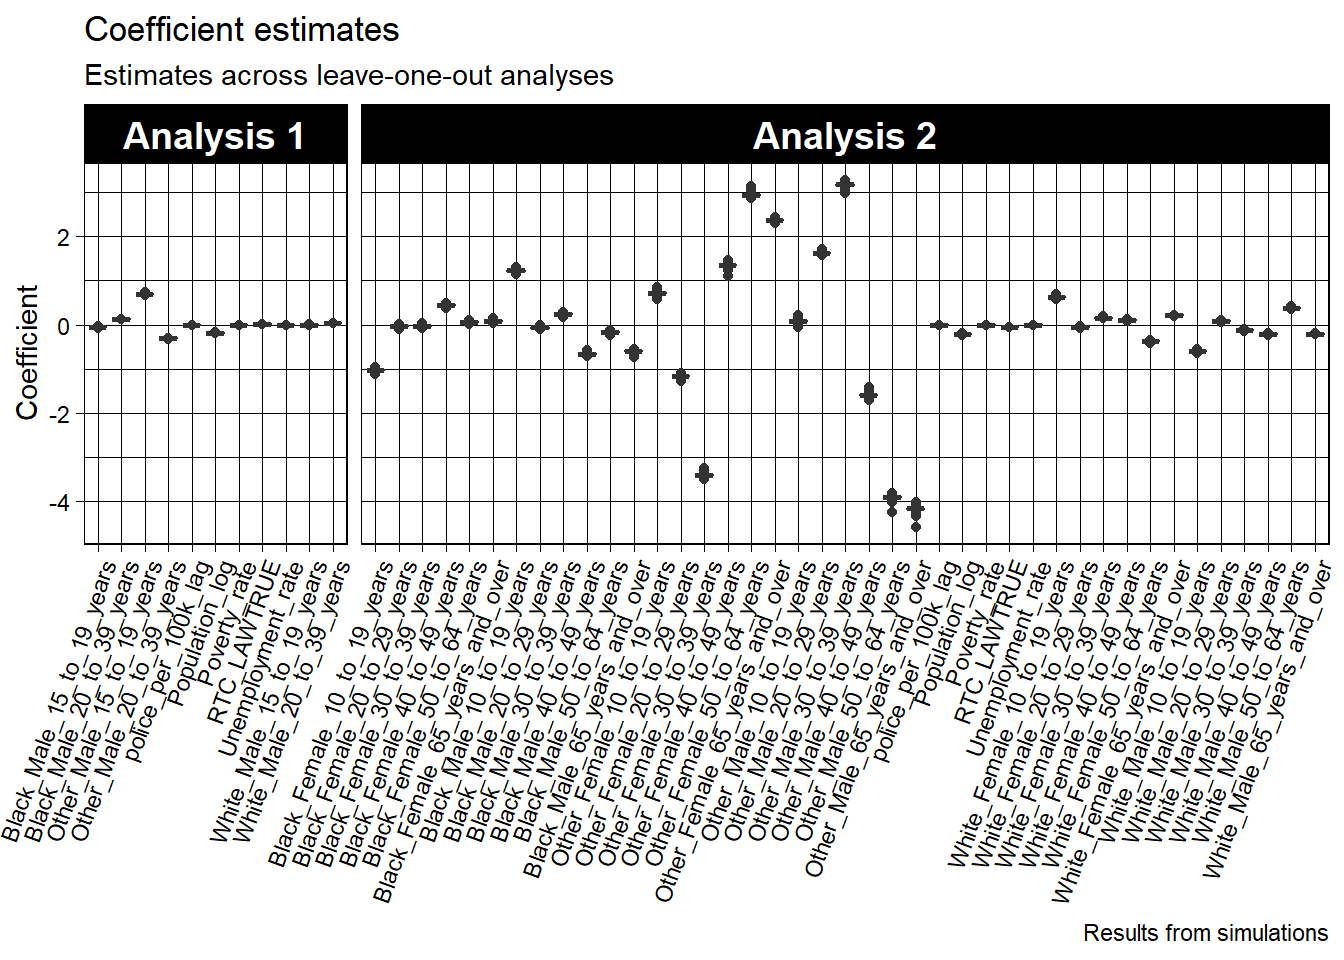 Coefficient estimates
Estimates across leave-one-out analyses
Analysis 1
Analysis 2
Coefficient
2
0
-2
-4
Black_Male_15_to_19_years
Black_Male_20_to_39_years
Other_Male_15_to_19_years
Other_Male_20_to_39_years
police_per_100k_lag
Population_log
Poverty_rate
RTC_LAWTRUE
Unemployment_rate
White_Male_15_to_19_years
White_Male_20_to_39_years
Black_Female_10_to_19_years
Black_Female_20_to_29_years
Black_Female_30_to_39_years
Black_Female_40_to_49_years
Black_Female_50_to_64_years
Black_Female_65_years_and_over
Black_Male_10_to_19_years
Black_Male_20_to_29_years
Black_Male_30_to_39_years
Black_Male_40_to_49_years
Black_Male_50_to_64_years
Black_Male_65_years_and_over
Other_Female_10_to_19_years
Other_Female_20_to_29_years
Other_Female_30_to_39_years
Other_Female_40_to_49_years
Other_Female_50_to_64_years
Other_Female_65_years_and_over
Other_Male_10_to_19_years
Other_Male_20_to_29_years
Other_Male_30_to_39_years
Other_Male_40_to_49_years
Other_Male_50_to_64_years
Other_Male_65_years_and_over
police_per_100k_lag
Population_log
Poverty_rate
RTC_LAWTRUE
Unemployment_rate
White_Female_10_to_19_years
White_Female_20_to_29_years
White_Female_30_to_39_years
White_Female_40_to_49_years
White_Female_50_to_64_years
White_Female_65_years_and_over
White_Male_10_to_19_years
White_Male_20_to_29_years
White_Male_30_to_39_years
White_Male_40_to_49_years
White_Male_50_to_64_years
White_Male_65_years_and_over
Results from simulations